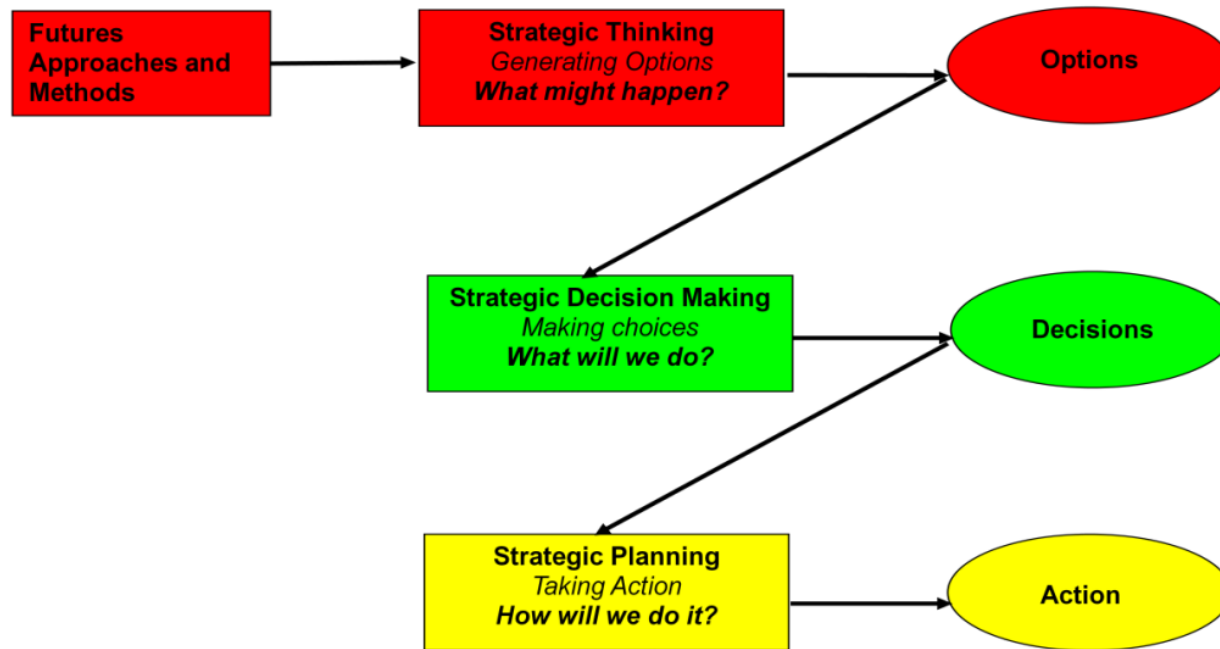 Futures
Approaches and
Methods
Strategic Thinking
Generating Options
What might happen?
Options
Strategic Decision Making
Making choices
What will we do?
Decisions
Strategic Planning
Taking Action
How will we do it?
Action